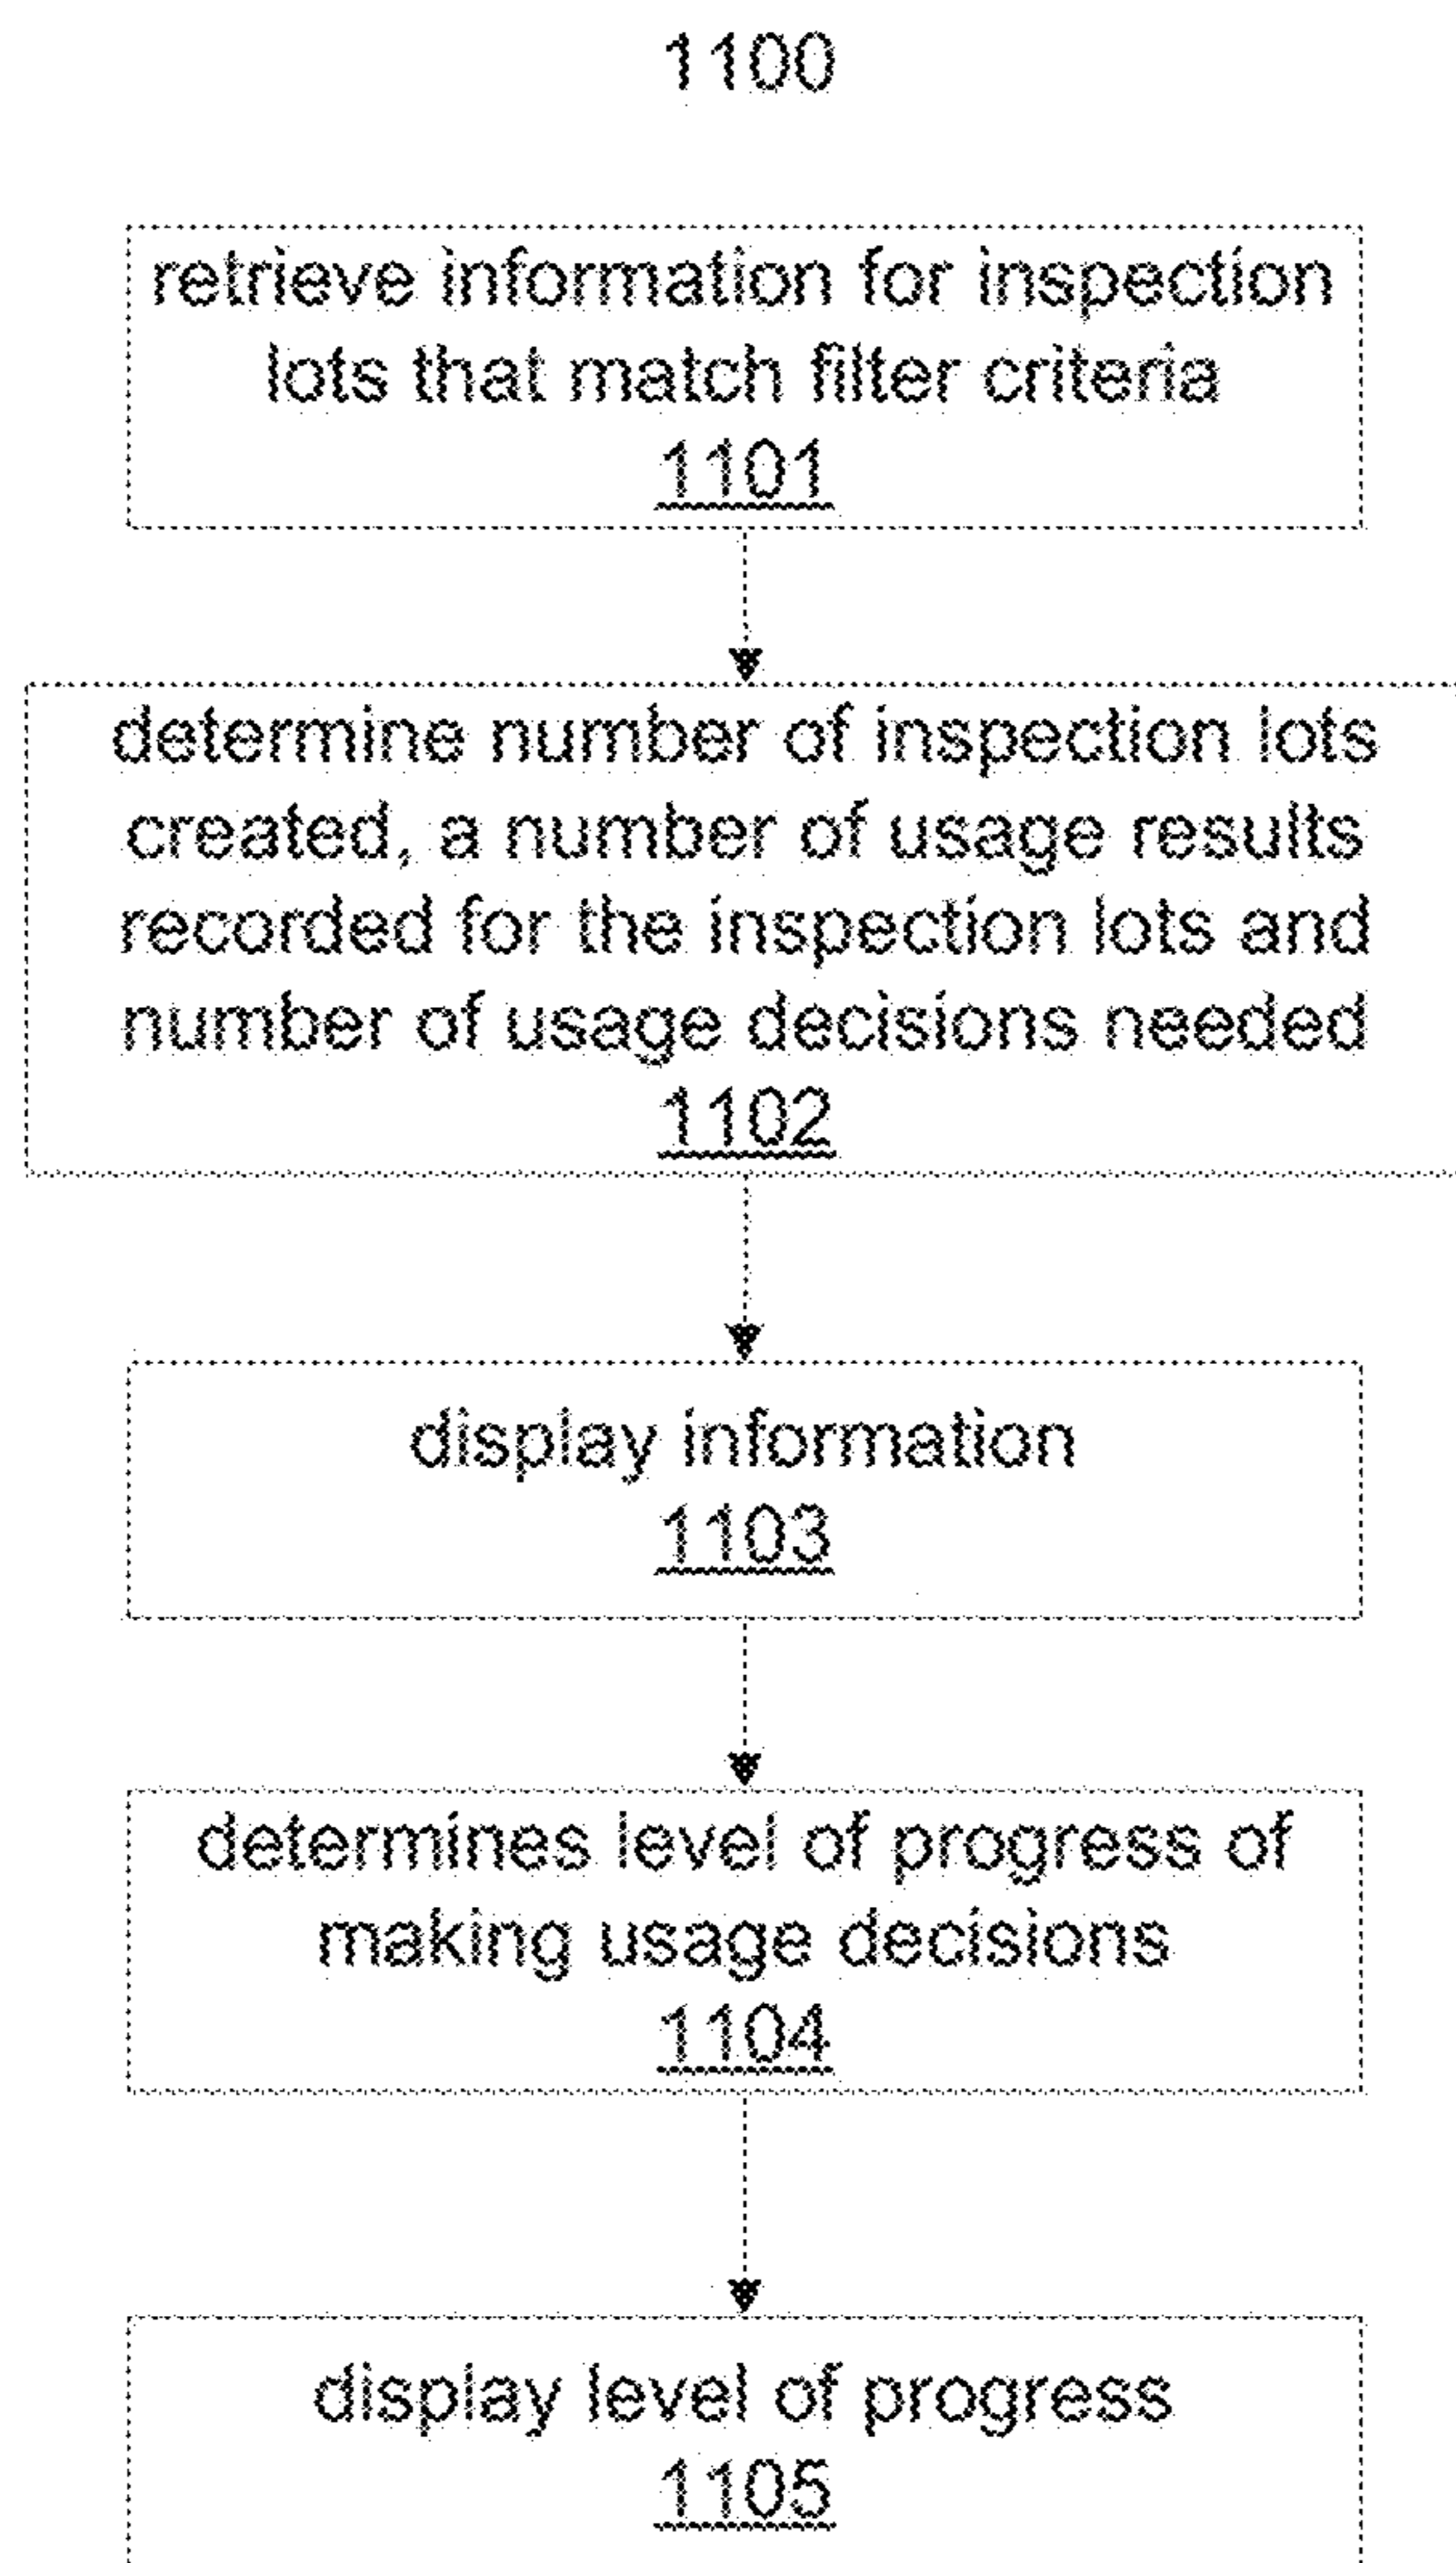 1100
retrieve information for inspection
lots that match filter criteria
1101
determine number of inspection lots
created, a number of usage results
recorded for the inspection lots and
number of usage decisions needed
1102
display information
1103
determines level of progress of
making usage decisions
1104
display level of progress
1105